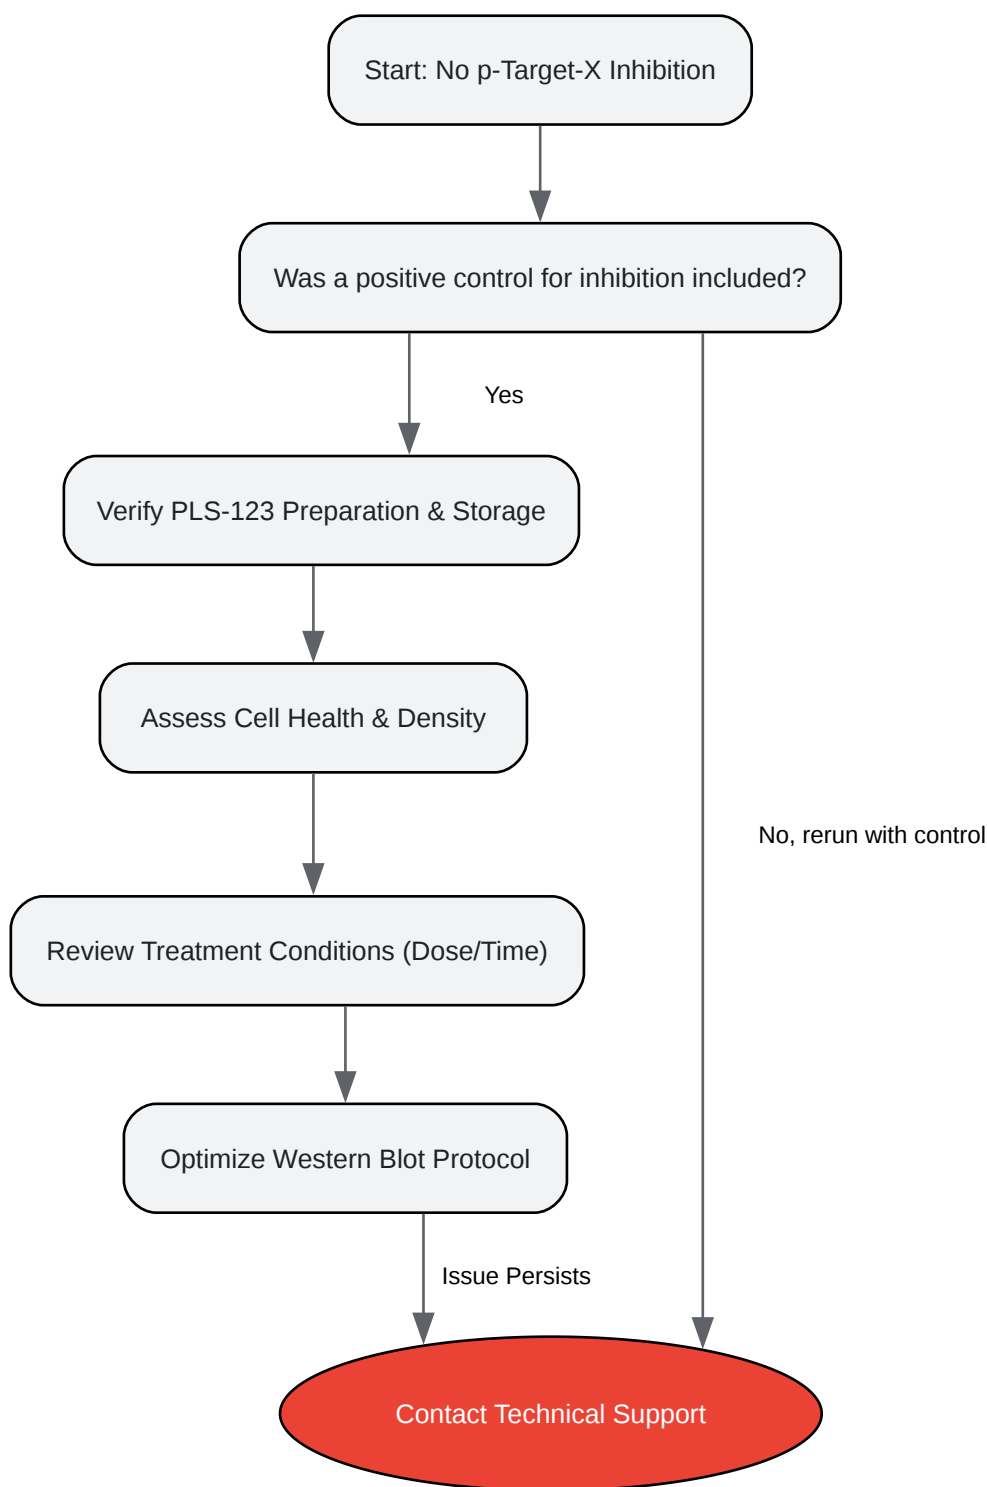 Start: No p-Target-X Inhibition
Was a positive control for inhibition included?
Yes
Verify PLS-123 Preparation & Storage
Assess Cell Health & Density
No, rerun with control
Review Treatment Conditions (Dose/Time)
Optimize Western Blot Protocol
Issue Persists
Contact Technical Support